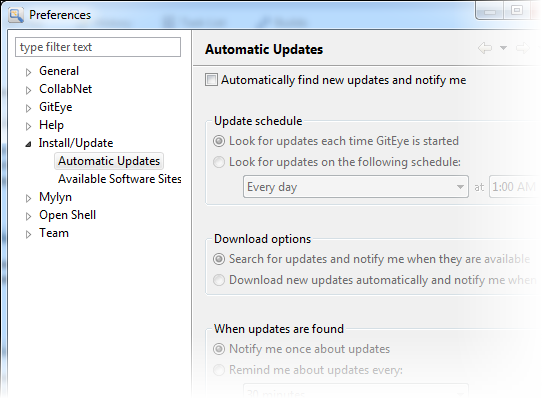 Preferences
type filter text
General
CollabNet
GitEye
Help
Install/Update
Automatic Updates
Available Software Sites
Mylyn
Open Shell
Team
Automatic Updates
Automatically find new updates and notify me
Update schedule
Look for updates each time GitEye is started
Look for updates on the following schedule:
Every day at 1:00 AM
Download options
Search for updates and notify me when they are available
Download new updates automatically and notify me when
When updates are found
Notify me once about updates
Remind me about updates every: